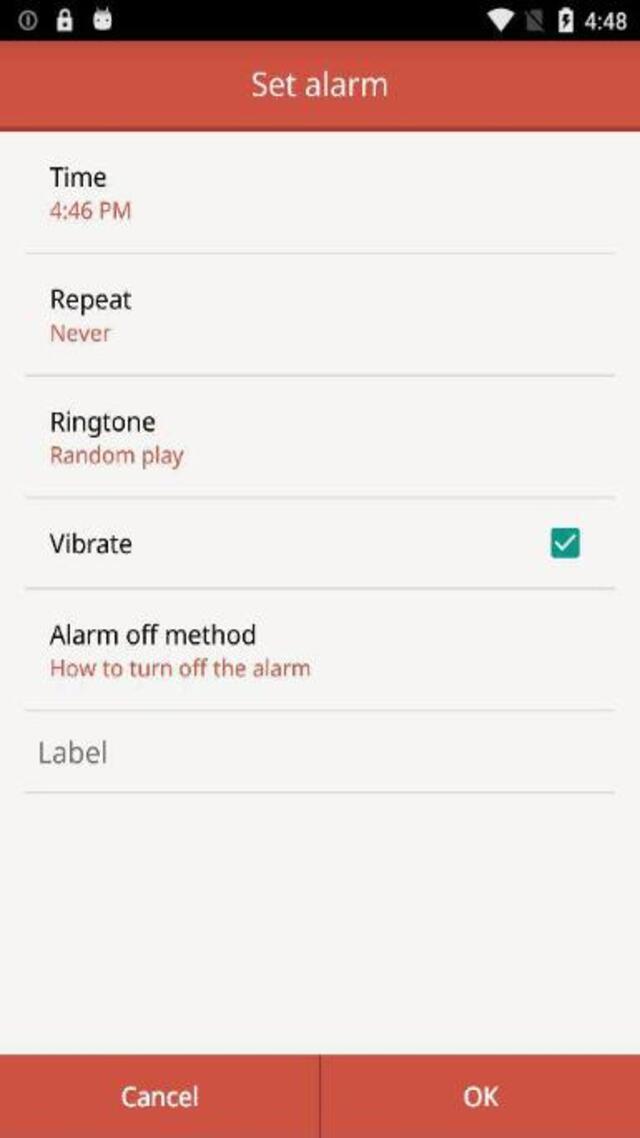 4:48
Set alarm
Time
4:46 PM
Repeat
Never
Ringtone
Random play
Vibrate
Alarm off method
How to turn off the alarm
Label
Cancel
OK